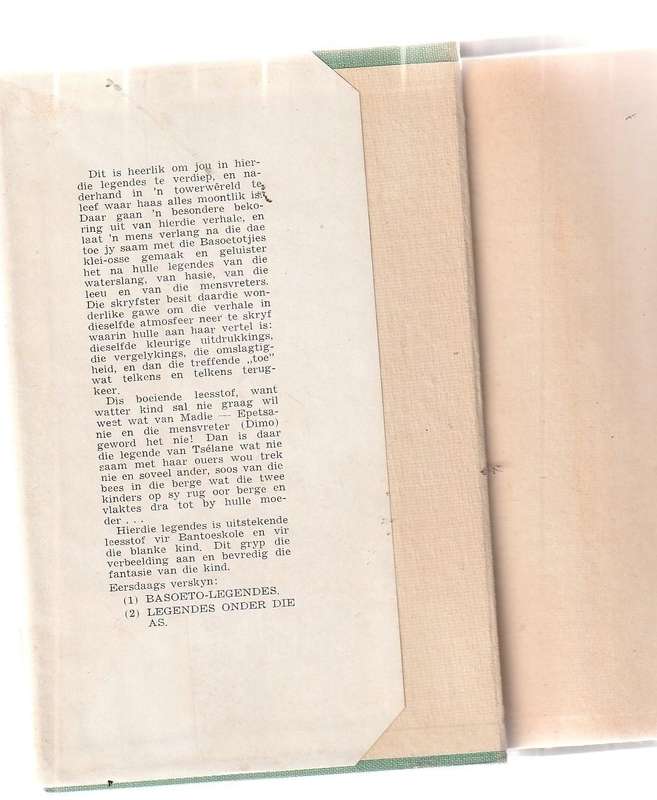 Dit is heerlik om jou in hier-
die legendes te verdiep, en na-
derhand in 'n towerwêreld te
leef waar haas alles moontlik is.
Daar gaan 'n besondere beko-
ring uit van hierdie verhale, en
laat 'n mens verlang na die dae
toe jy saam met die Basoetotjies
klei-osse gemaak en geluister
het na hulle legendes van die
waterslang, van hasie, van die
leeu en van die mensvreters.
Die skryfster besit daardie won-
derlike gawe om die verhale in
dieselfde atmosfeer neer te skryf
waarin hulle aan haar vertel is:
dieselfde kleurige uitdrukkings,
die vergelykings, die omslagtig-
heid, en dan die treffende „toe"
wat telkens en telkens terug-
keer.
Dis boeiende leesstof, want
watter kind sal nie graag wil
weet wat van Madie — Epetsa-
nie en die mensvreter (Dimo)
geword het nie! Dan is daar
die legende van Tsélane wat nie
saam met haar ouers wou trek
nie en soveel ander, soos van die
bees in die berge wat die twee
kinders op sy rug oor berge en
vlaktes dra tot by hulle moe-
der . . .
Hierdie legendes is uitstekende
leesstof vir Bantoeskole en vir
die blanke kind. Dit gryp die
verbeelding aan en bevredig die
fantasie van die kind.
Eersdaags verskyn:
(1) BASOETO-LEGENDES.
(2) LEGENDES ONDER DIE
AS.